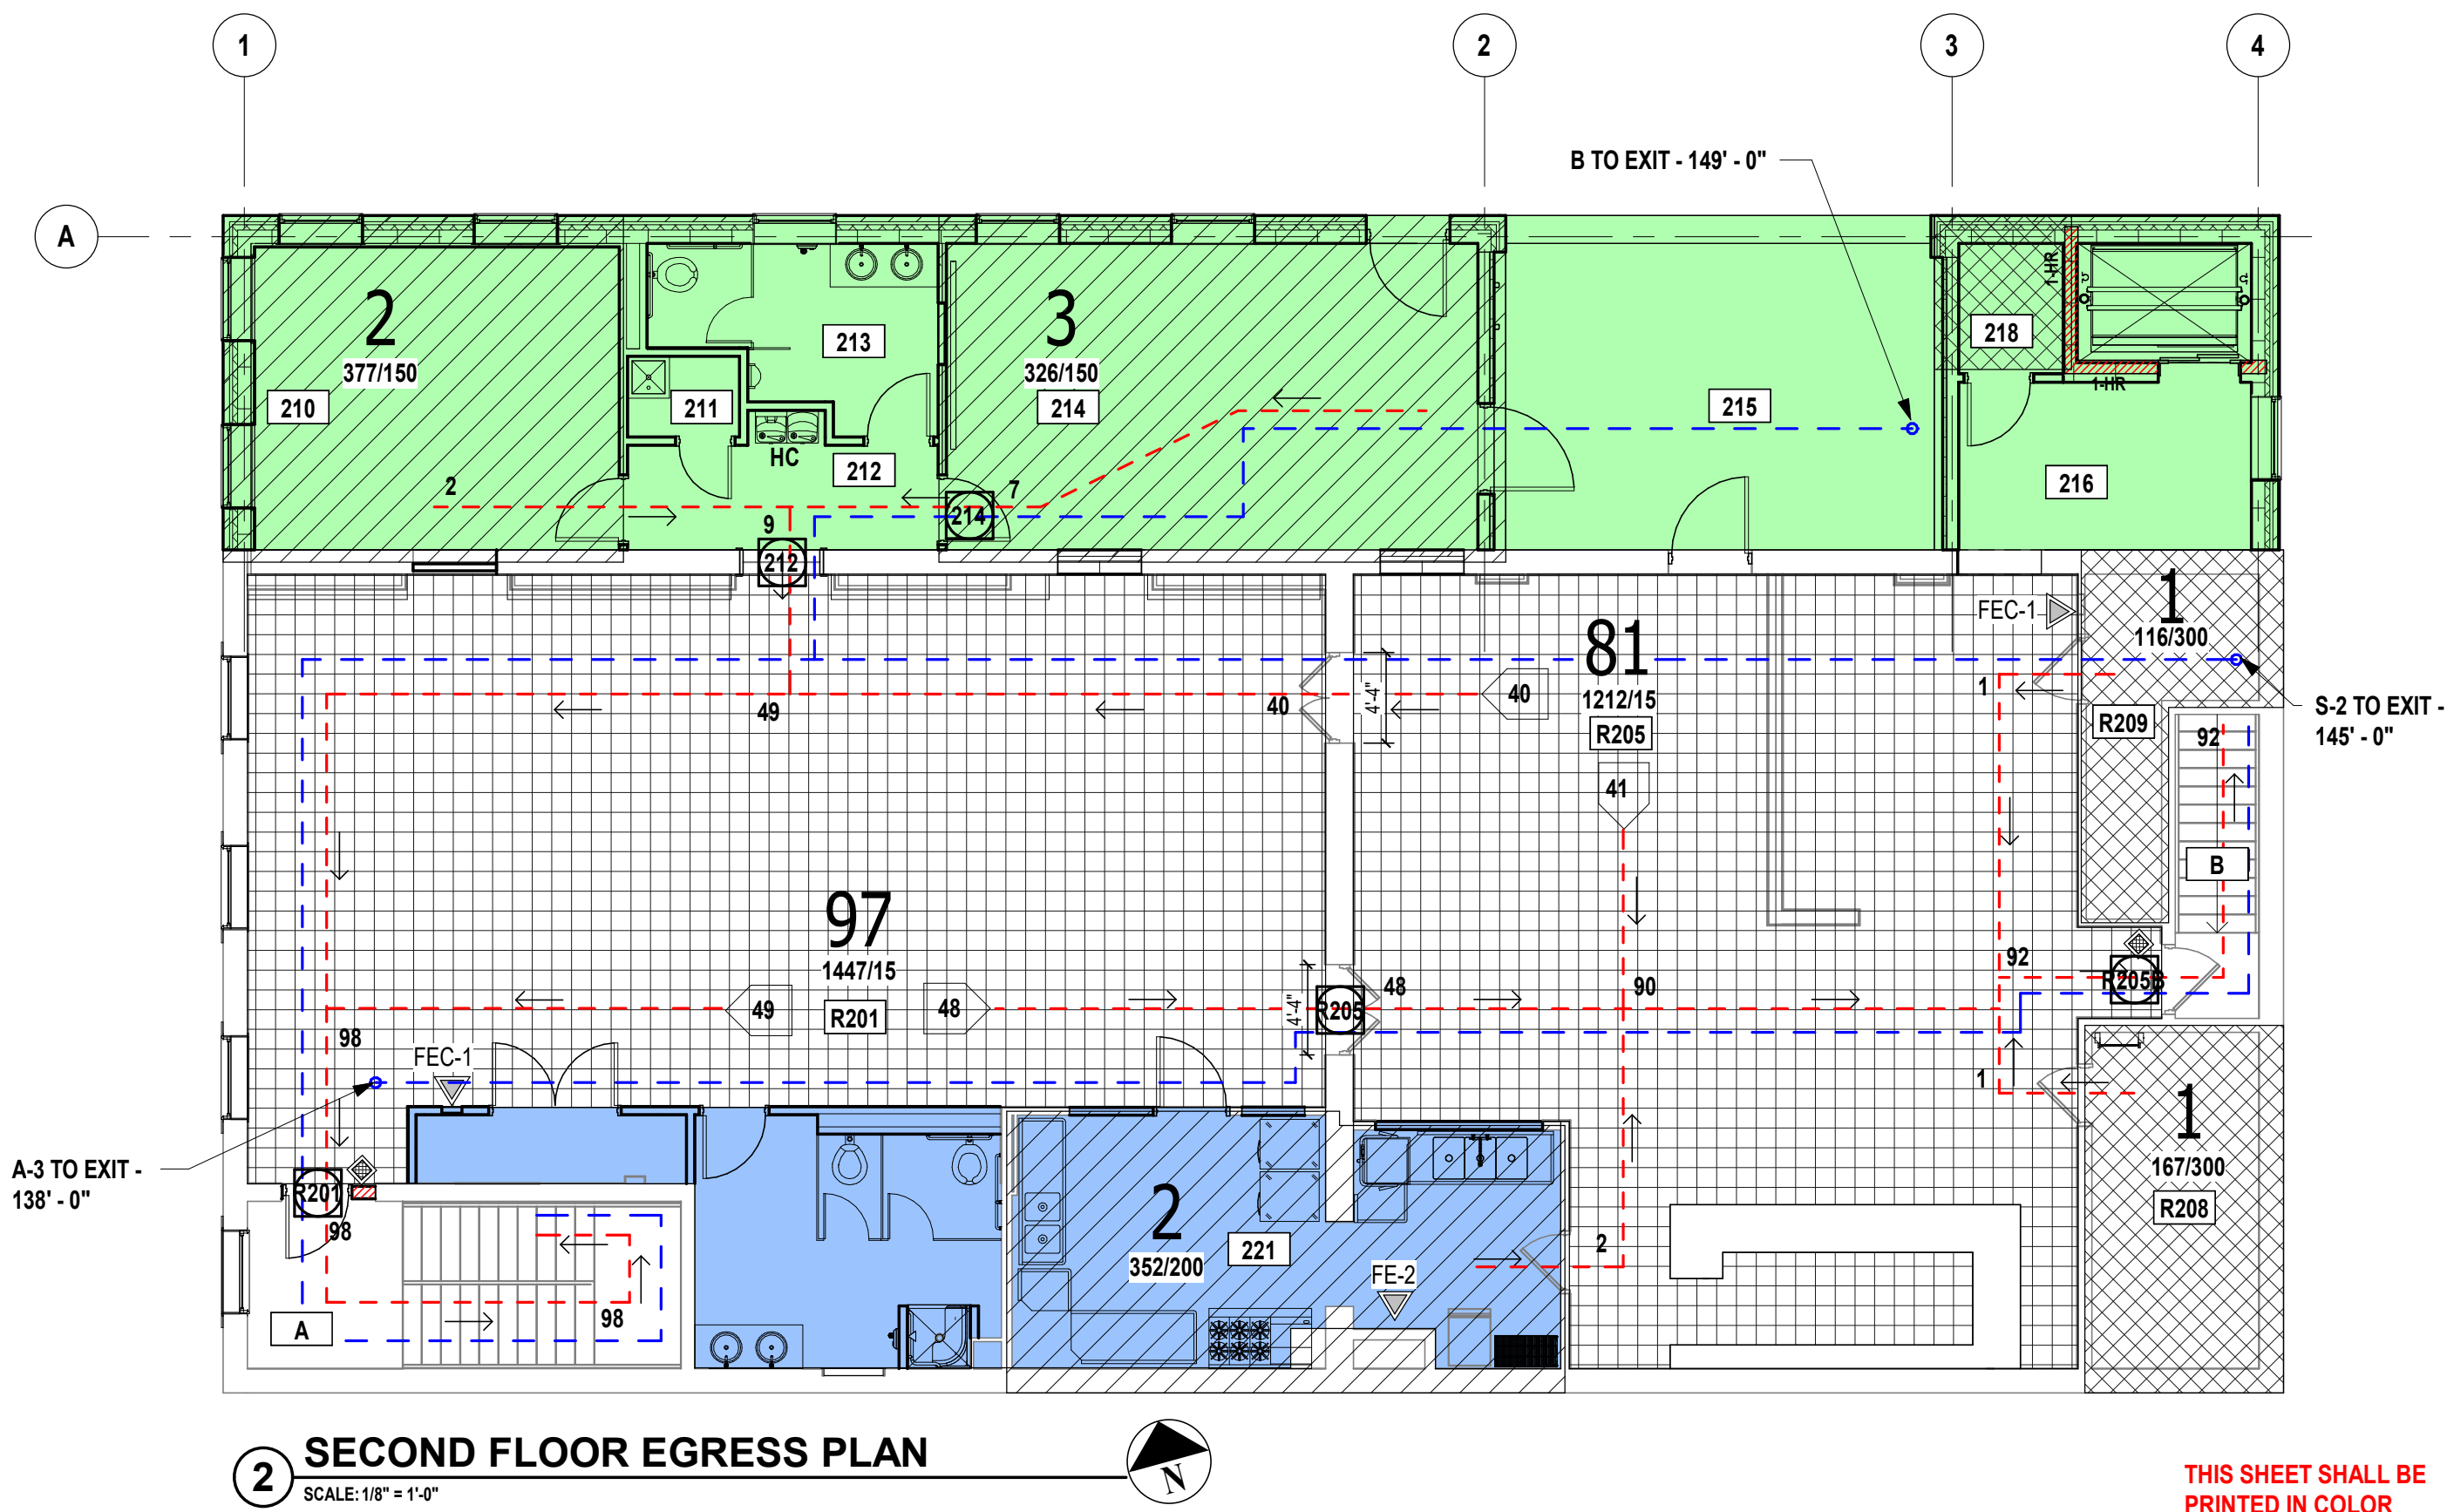 1
2
3
4
B TO EXIT - 149' - 0"
A
2
377/150
210
213
211
HC
212
3
326/150
214
215
218
1-HR
1-HR
216
2
9
7
214
212
FEC-1
1
116/300
81
1212/15
R205
40
40
4'-4"
49
1
R209
S-2 TO EXIT -
145' - 0"
92
41
B
97
1447/15
R201
49
48
4'-4"
R205
48
90
92
R205B
98
FEC-1
1
1
167/300
R208
A-3 TO EXIT -
138' - 0"
R201
98
98
A
2
352/200
221
FE-2
2
2
SECOND FLOOR EGRESS PLAN
SCALE: 1/8" = 1'-0"
N
THIS SHEET SHALL BE
PRINTED IN COLOR